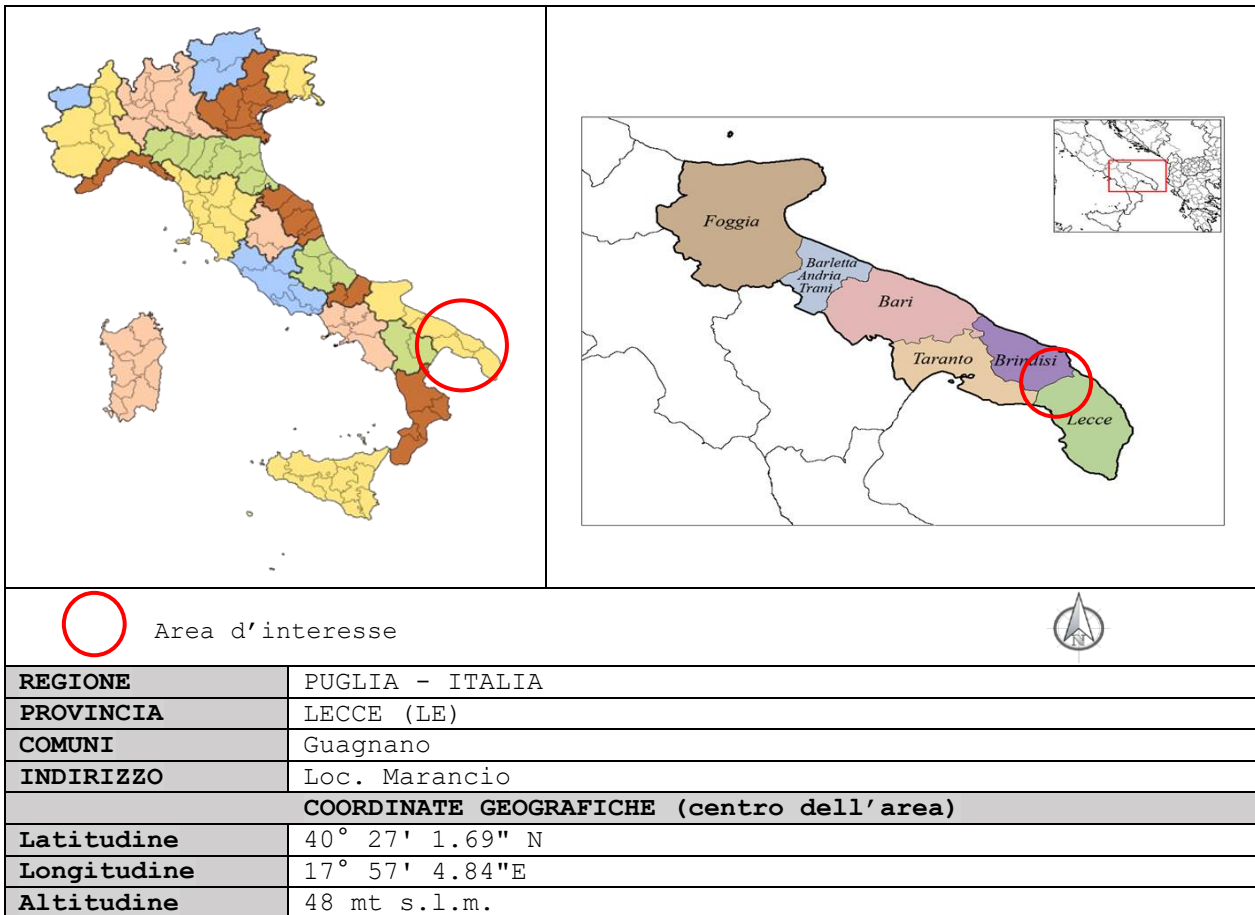 Foggia
Barletta
Andria
Trani
Bari
Taranto
Brindisi
Lecce
Area d’interesse
N
REGIONE PUGLIA - ITALIA
PROVINCIA LECCE (LE)
COMUNI Guagnano
INDIRIZZO Loc. Marancio
COORDINATE GEOGRAFICHE (centro dell’area)
Latitudine 40° 27' 1.69" N
Longitudine 17° 57' 4.84"E
Altitudine 48 mt s.l.m.